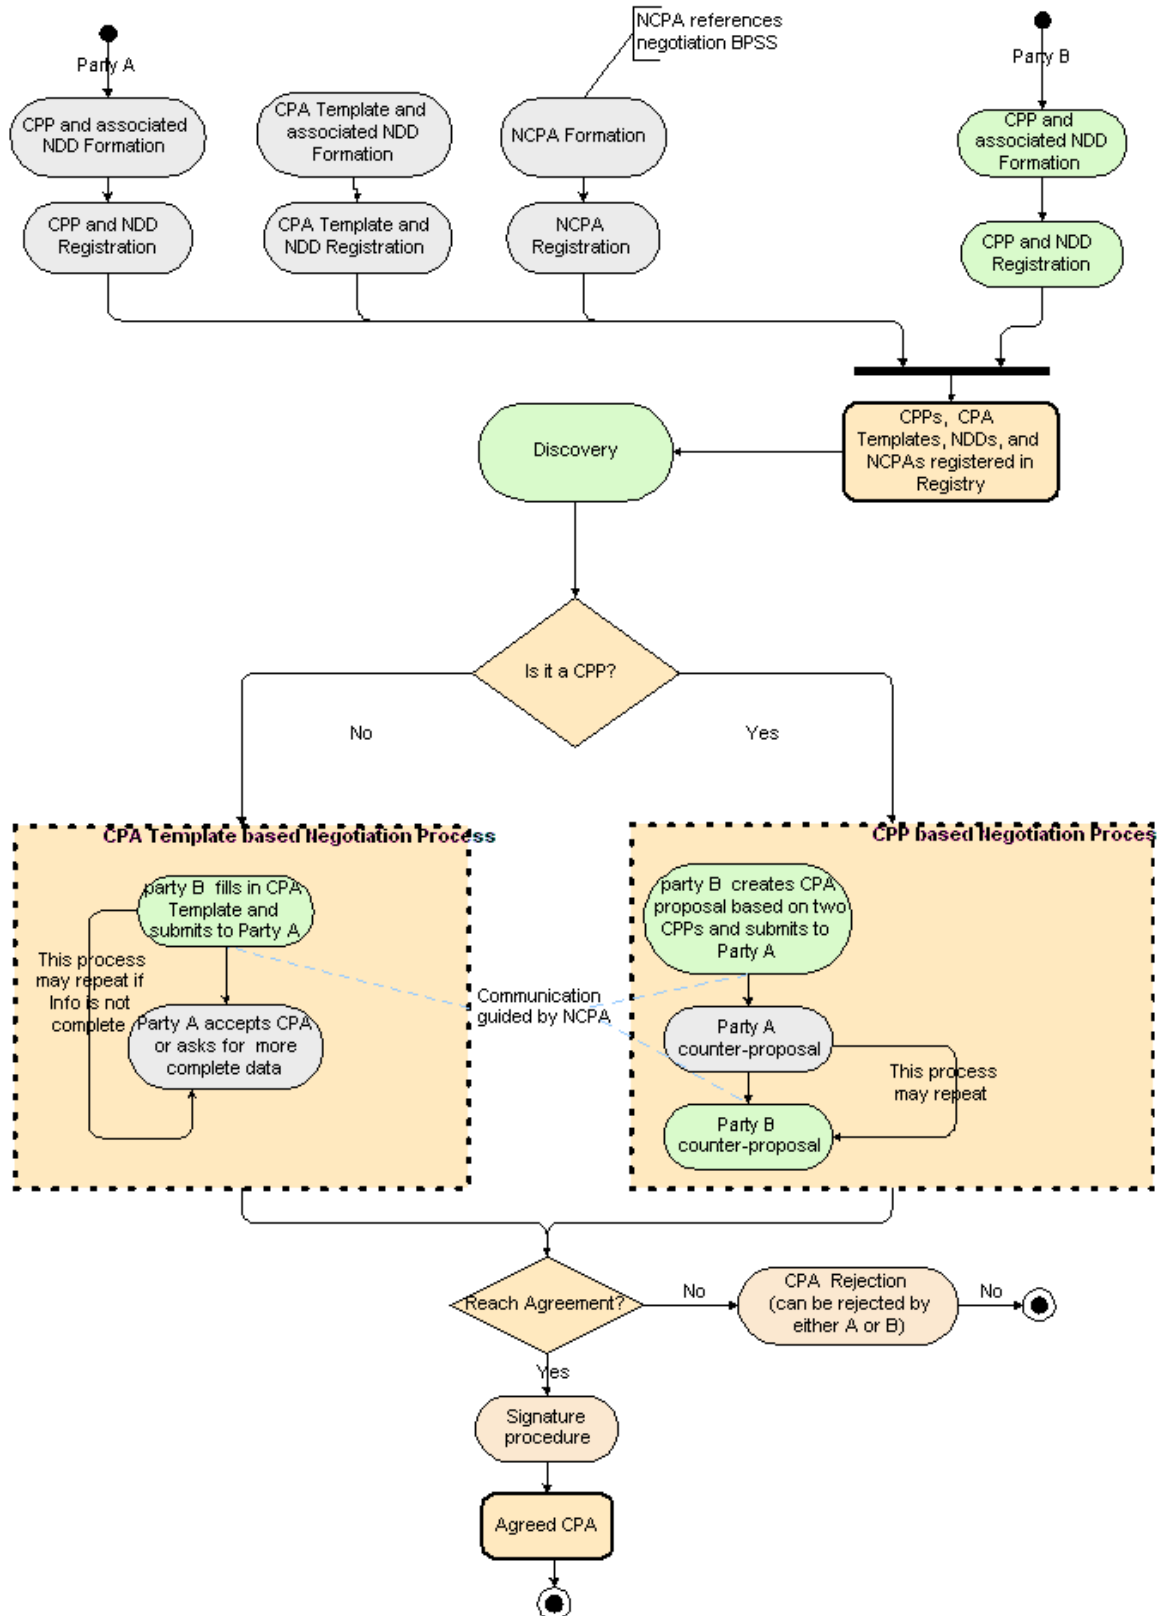 NCPA references
negotiation BPSS
Party A
Party B
CPP and associated
NDD Formation
CPA Template and
associated NDD
Formation
NCPA Formation
CPP and
associated NDD
Formation
CPP and NDD
Registration
CPA Template and
NDD Registration
NCPA
Registration
CPP and NDD
Registration
CPPs, CPA
Templates, NDDs, and
NCPAs registered in
Registry
Discovery
Is it a CPP?
No
Yes
CPA Template based Negotiation Process
party B fills in CPA
Template and
submits to Party A
This process
may repeat if
Info is not
complete
Party A accepts CPA
or asks for more
complete data
Communication
guided by NCPA
CPP based Negotiation Proces
party B creates CPA
proposal based on two
CPPs and submits to
Party A
Party A
counter-proposal
This process
may repeat
Party B
counter-proposal
Reach Agreement?
No
CPA Rejection
(can be rejected by
either A or B)
No
Yes
Signature
procedure
Agreed CPA